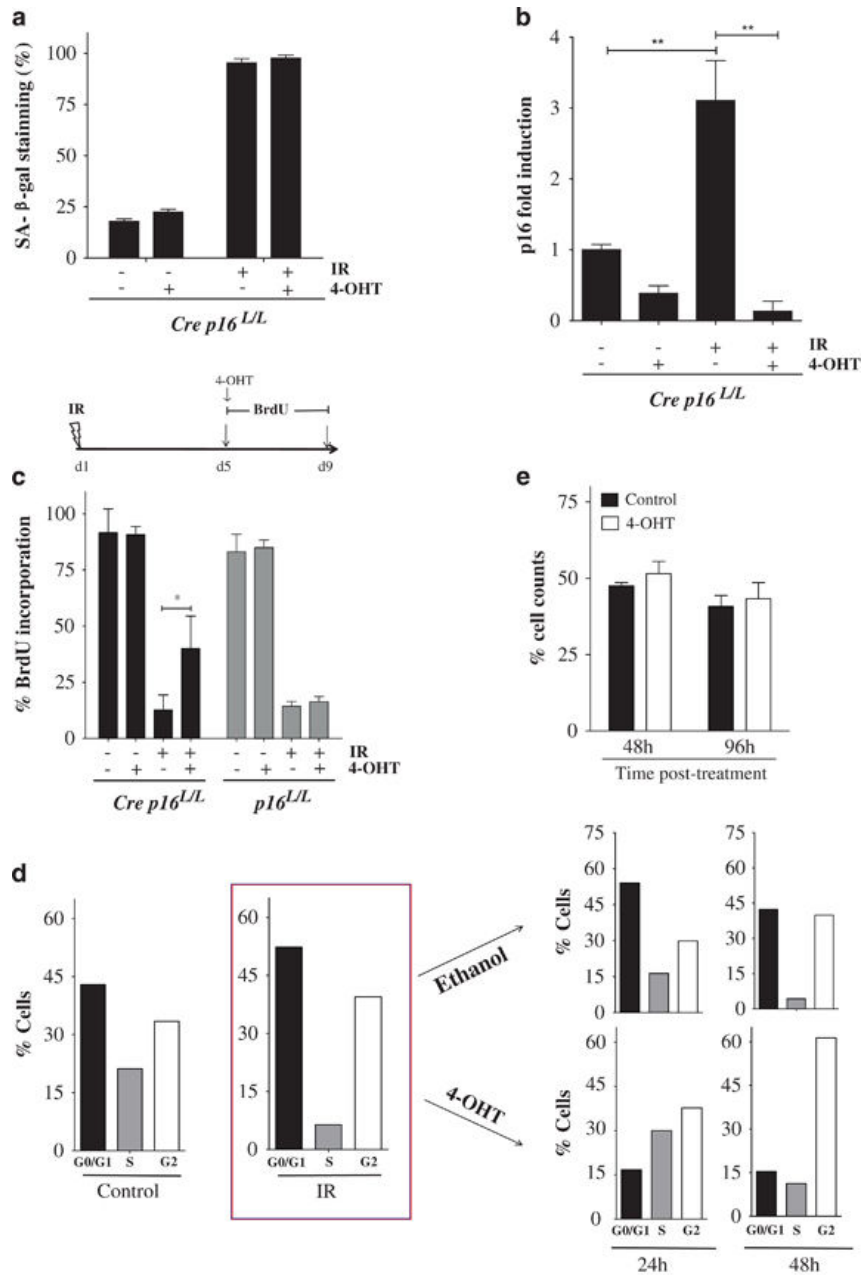 a
SA- β-gal stainning (%)
100
75
50
25
0
- - + + IR
- + - + 4-OHT
Cre p16 L/L
b
p16 fold induction
4
3
2
1
0
** **
- - + + IR
- + - + 4-OHT
Cre p16 L/L
4-OHT
IR BrdU
d1 d5 d9
c
% BrdU incorporation
100
75
50
25
0
*
- - + + - - + + IR
- + - + - + - + 4-OHT
Cre p16 L/L p16 L/L
e
% cell counts
75
50
25
0
Control
4-OHT
48h 96h
Time post-treatment
d
% Cells
60
45
30
15
0
G0/G1 S G2
Control
60
45
30
15
0
G0/G1 S G2
IR
Ethanol
4-OHT
% Cells
75
60
45
30
15
0
75
60
45
30
15
0
% Cells
60
45
30
15
0
G0/G1 S G2
24h
60
45
30
15
0
G0/G1 S G2
48h